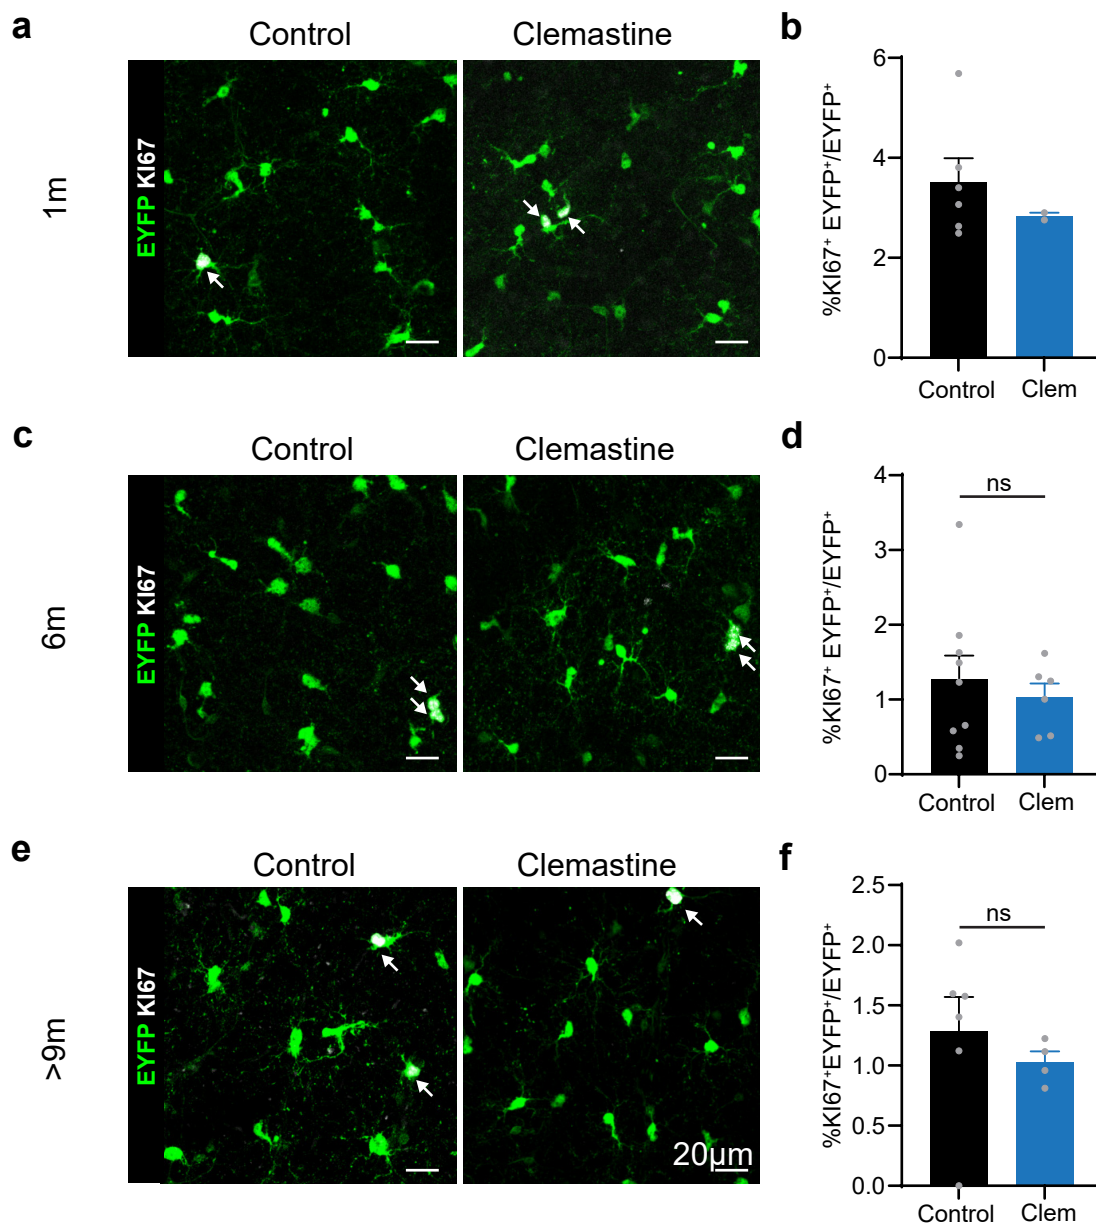 a
Control
Clemastine
1m
EYFP KI67
b
%KI67⁺ EYFP⁺/EYFP⁺
6
4
2
0
Control
Clem
c
Control
Clemastine
6m
EYFP KI67
d
%KI67⁺ EYFP⁺/EYFP⁺
ns
4
3
2
1
0
Control
Clem
e
Control
Clemastine
>9m
EYFP KI67
20µm
f
%KI67⁺EYFP⁺/EYFP⁺
ns
2.5
2.0
1.5
1.0
0.5
0.0
Control
Clem